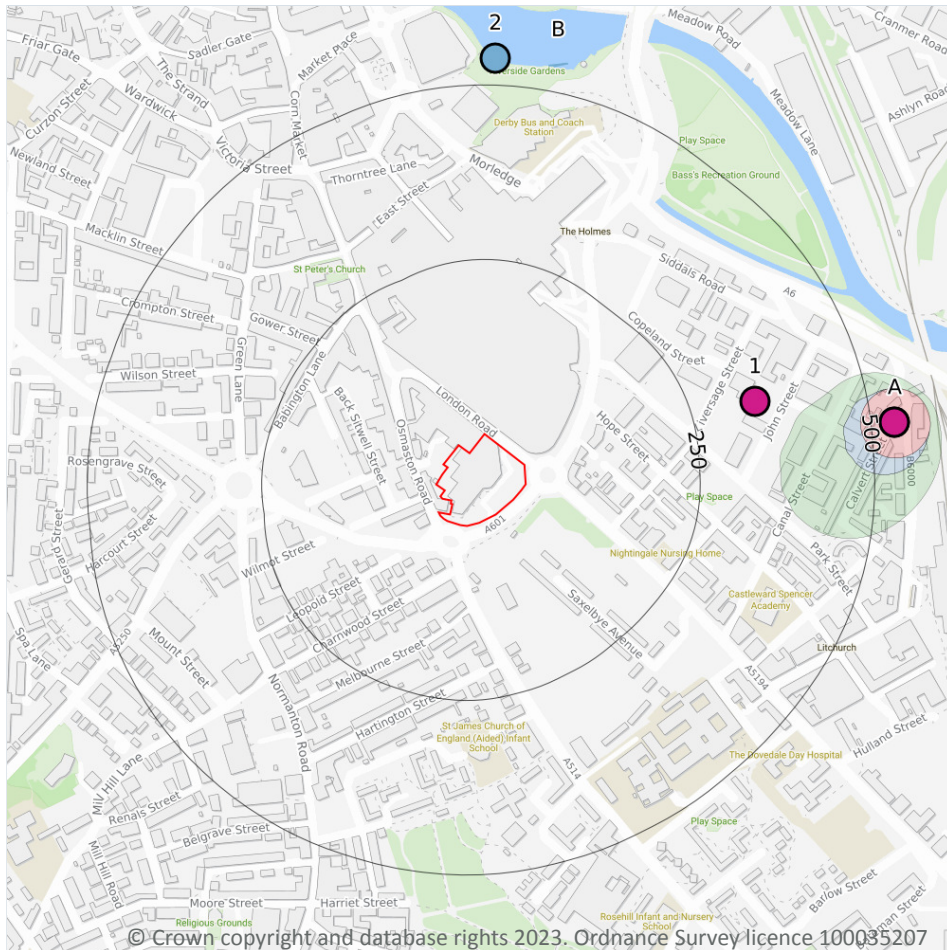 2
B
Meadow Road
Cranmer Road
Sadler Gate
Friar Gate
Market Place
The Strand
Riverside Gardens
Meadow Lane
Ashlyn Road
Curzon Street
Wardwick
Corn Market
Derby Bus and Coach
Station
Play Space
Victoria Street
Newland Street
Thorntree Lane
Morledge
Bass's Recreation Ground
East Street
Macklin Street
The Holmes
St Peter's Church
Siddals Road
A6
Crompton Street
Gower Street
Copeland Street
Green Lane
Babington Lane
Wilson Street
1
A
Liversage Street
John Street
London Road
Back Sitwell Street
Osmaston Road
Hope Street
250
500
Calvert Street
B6000
Rosengrave Street
Play Space
Canal Street
Gerard Street
Harcourt Street
A601
Wilmot Street
Nightingale Nursing Home
Park Street
Castleward Spencer
Academy
Leopold Street
Charnwood Street
Saxelbye Avenue
Spa Lane
A5250
Mount Street
Melbourne Street
Litchurch
A5194
Normanton Road
Hartington Street
St James Church of
England (Aided) Infant
School
Hulland Street
The Dovedale Day Hospital
A514
Mill Hill Lane
Renals Street
Play Space
Belgrave Street
Mill Hill Road
Barlow Street
Moore Street
Harriet Street
Religious Grounds
Rosehill Infant and Nursery
School
Street
© Crown copyright and database rights 2023. Ordnance Survey licence 100035207